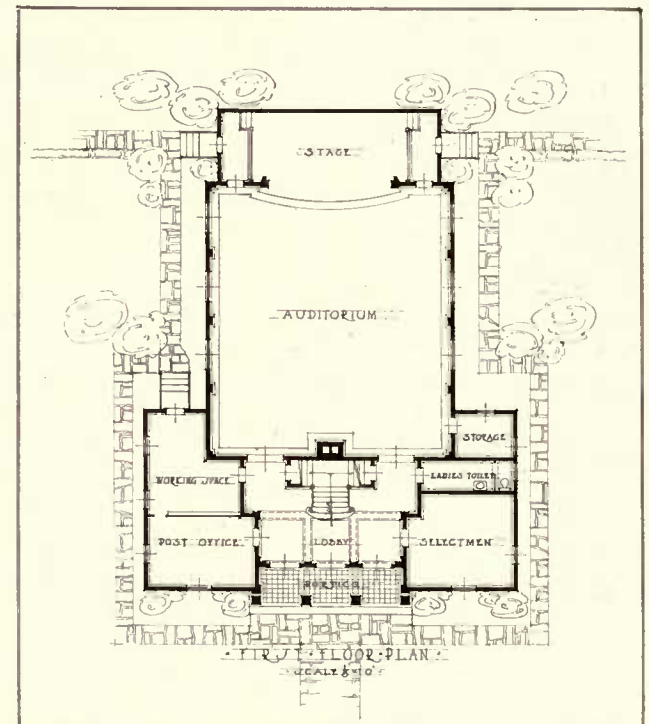 STAGE
AUDITORIUM
STORAGE
WORKING SPACE
LADIES TOILET
POST OFFICE
LOBBY
SELECTMEN
PORTICO
FIRST·FLOOR·PLAN